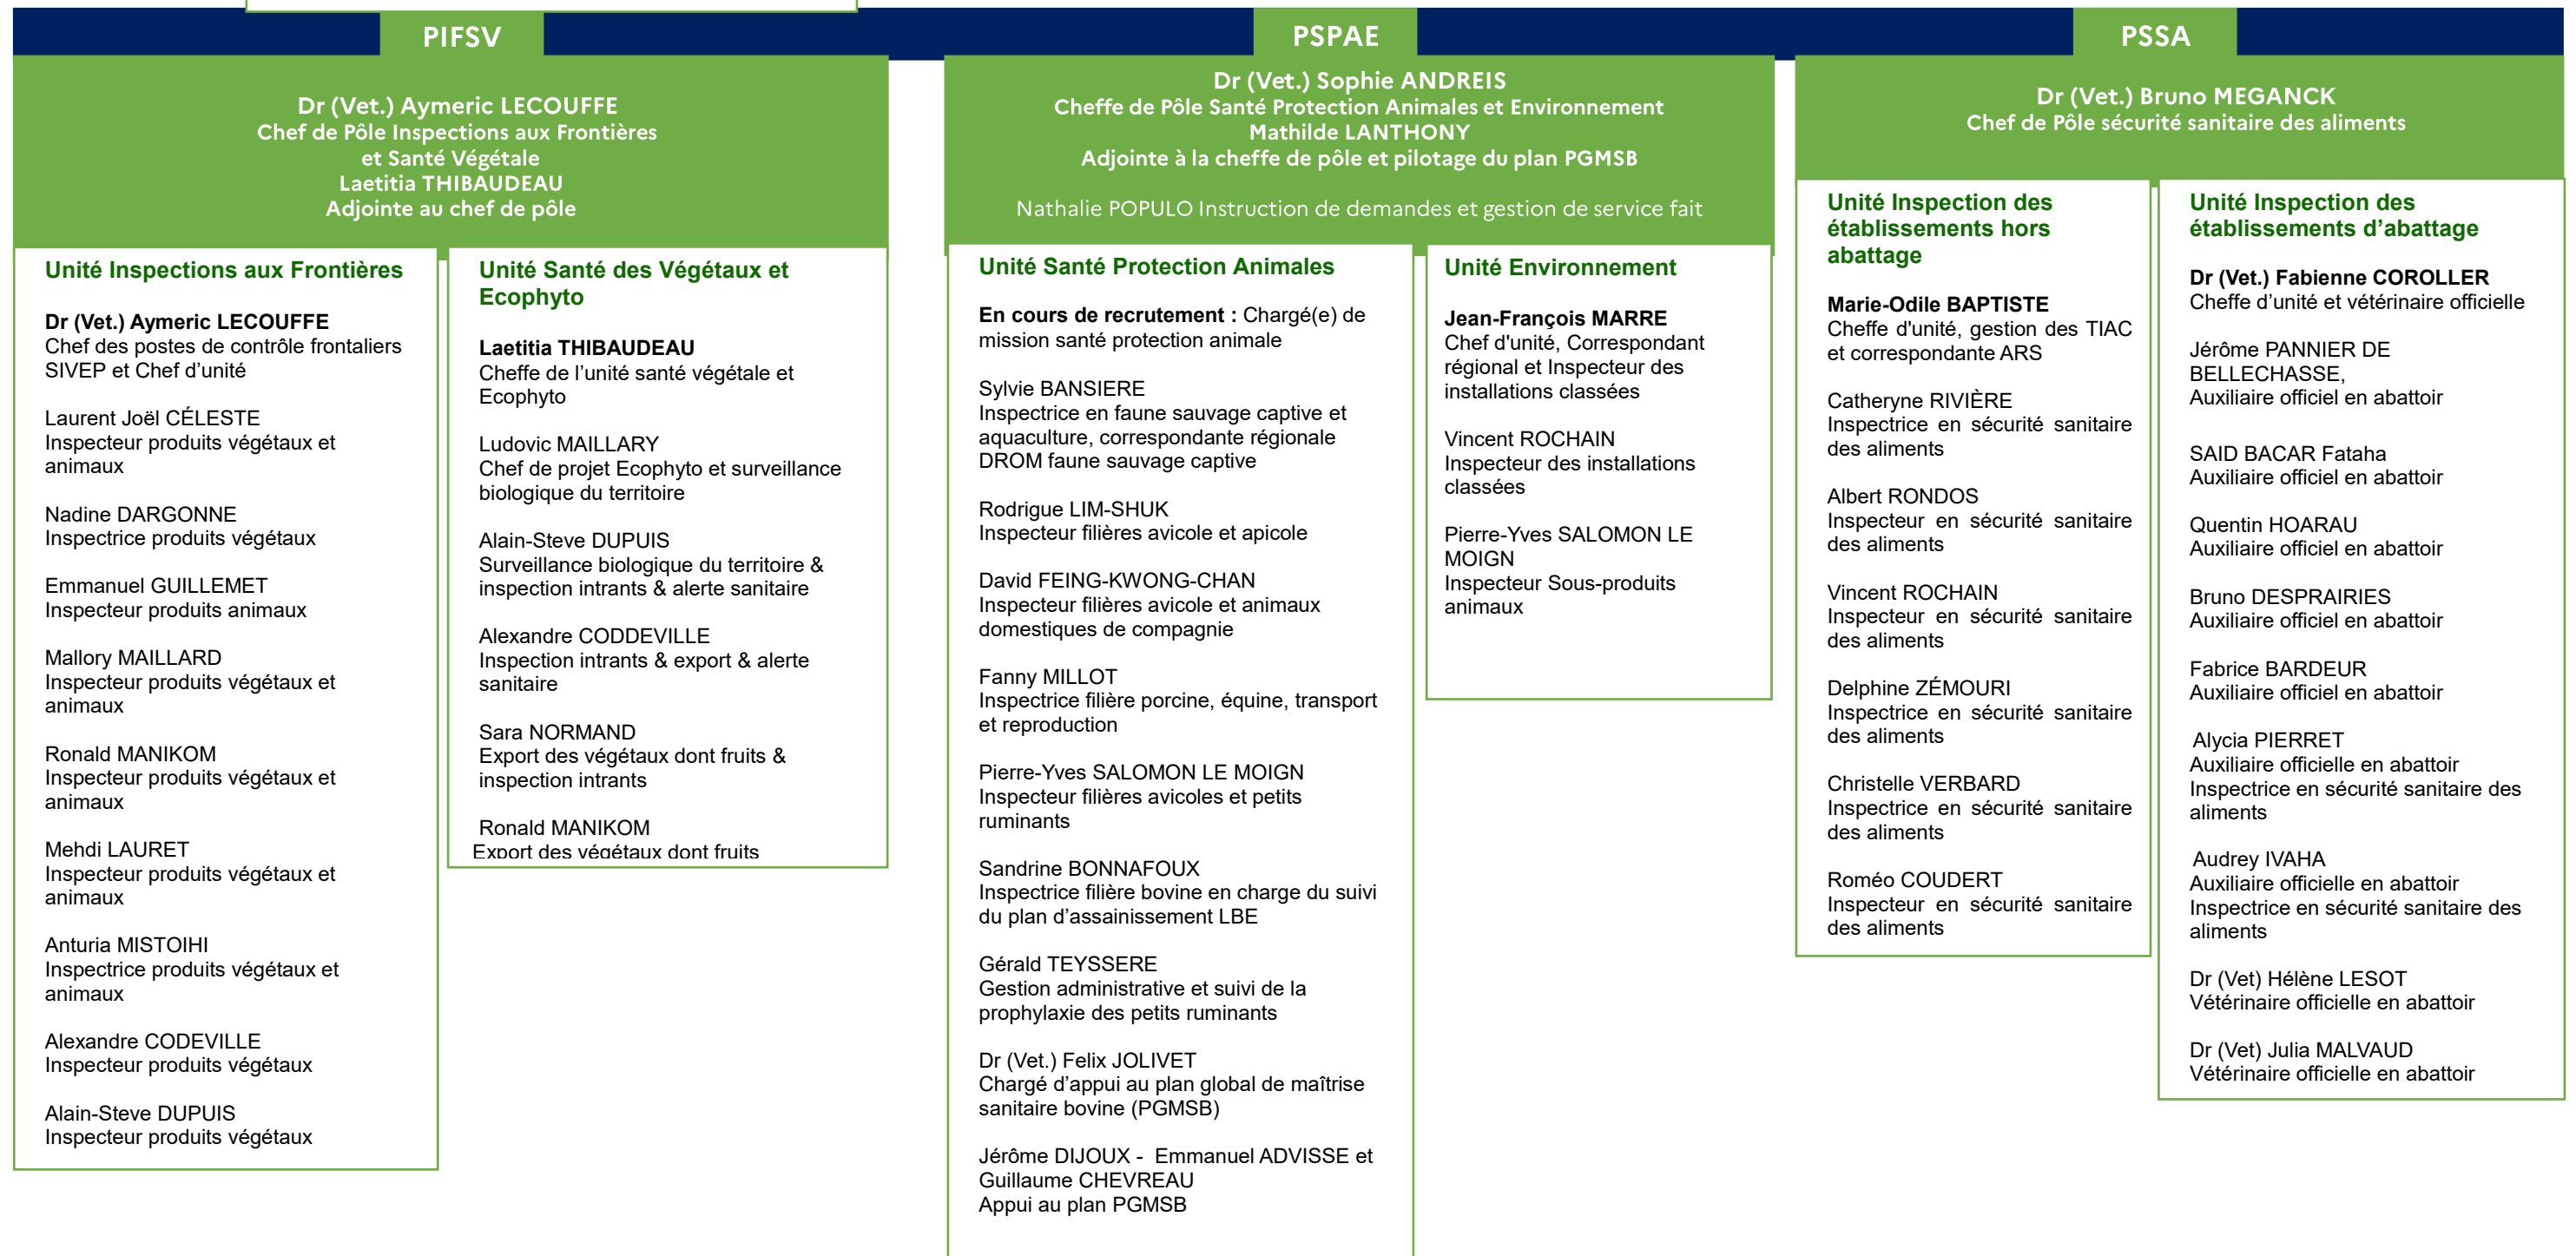 PIFSV
Dr (Vet.) Aymeric LECOUFFE
Chef de Pôle Inspections aux Frontières
et Santé Végétale
Laetitia THIBAUDEAU
Adjointe au chef de pôle
Unité Inspections aux Frontières
Dr (Vet.) Aymeric LECOUFFE
Chef des postes de contrôle frontaliers
SIVEP et Chef d’unité
Laurent Joël CÉLESTE
Inspecteur produits végétaux et
animaux
Nadine DARGONNE
Inspectrice produits végétaux
Emmanuel GUILLEMET
Inspecteur produits animaux
Mallory MAILLARD
Inspecteur produits végétaux et
animaux
Ronald MANIKOM
Inspecteur produits végétaux et
animaux
Mehdi LAURET
Inspecteur produits végétaux et
animaux
Anturia MISTOIHI
Inspectrice produits végétaux et
animaux
Alexandre CODEVILLE
Inspecteur produits végétaux
Alain-Steve DUPUIS
Inspecteur produits végétaux
Unité Santé des Végétaux et
Ecophyto
Laetitia THIBAUDEAU
Cheffe de l’unité santé végétale et
Ecophyto
Ludovic MAILLARY
Chef de projet Ecophyto et surveillance
biologique du territoire
Alain-Steve DUPUIS
Surveillance biologique du territoire &
inspection intrants & alerte sanitaire
Alexandre CODDEVILLE
Inspection intrants & export & alerte
sanitaire
Sara NORMAND
Export des végétaux dont fruits &
inspection intrants
Ronald MANIKOM
Export des végétaux dont fruits
PSPAE
Dr (Vet.) Sophie ANDREIS
Cheffe de Pôle Santé Protection Animales et Environnement
Mathilde LANTHONY
Adjointe à la cheffe de pôle et pilotage du plan PGMSB
Nathalie POPULO Instruction de demandes et gestion de service fait
Unité Santé Protection Animales
En cours de recrutement : Chargé(e) de
mission santé protection animale
Sylvie BANSIERE
Inspectrice en faune sauvage captive et
aquaculture, correspondante régionale
DROM faune sauvage captive
Rodrigue LIM-SHUK
Inspecteur filières avicole et apicole
David FEING-KWONG-CHAN
Inspecteur filières avicole et animaux
domestiques de compagnie
Fanny MILLOT
Inspectrice filière porcine, équine, transport
et reproduction
Pierre-Yves SALOMON LE MOIGN
Inspecteur filières avicoles et petits
ruminants
Sandrine BONNAFOUX
Inspectrice filière bovine en charge du suivi
du plan d’assainissement LBE
Gérald TEYSSERE
Gestion administrative et suivi de la
prophylaxie des petits ruminants
Dr (Vet.) Felix JOLIVET
Chargé d’appui au plan global de maîtrise
sanitaire bovine (PGMSB)
Jérôme DIJOUX - Emmanuel ADVISSE et
Guillaume CHEVREAU
Appui au plan PGMSB
Unité Environnement
Jean-François MARRE
Chef d'unité, Correspondant
régional et Inspecteur des
installations classées
Vincent ROCHAIN
Inspecteur des installations
classées
Pierre-Yves SALOMON LE
MOIGN
Inspecteur Sous-produits
animaux
PSSA
Dr (Vet.) Bruno MEGANCK
Chef de Pôle sécurité sanitaire des aliments
Unité Inspection des
établissements hors
abattage
Marie-Odile BAPTISTE
Cheffe d'unité, gestion des TIAC
et correspondante ARS
Catheryne RIVIÈRE
Inspectrice en sécurité sanitaire
des aliments
Albert RONDOS
Inspecteur en sécurité sanitaire
des aliments
Vincent ROCHAIN
Inspecteur en sécurité sanitaire
des aliments
Delphine ZÉMOURI
Inspectrice en sécurité sanitaire
des aliments
Christelle VERBARD
Inspectrice en sécurité sanitaire
des aliments
Roméo COUDERT
Inspecteur en sécurité sanitaire
des aliments
Unité Inspection des
établissements d’abattage
Dr (Vet.) Fabienne COROLLER
Cheffe d’unité et vétérinaire officielle
Jérôme PANNIER DE
BELLECHASSE,
Auxiliaire officiel en abattoir
SAID BACAR Fataha
Auxiliaire officiel en abattoir
Quentin HOARAU
Auxiliaire officiel en abattoir
Bruno DESPRAIRIES
Auxiliaire officiel en abattoir
Fabrice BARDEUR
Auxiliaire officiel en abattoir
Alycia PIERRET
Auxiliaire officielle en abattoir
Inspectrice en sécurité sanitaire des
aliments
Audrey IVAHA
Auxiliaire officielle en abattoir
Inspectrice en sécurité sanitaire des
aliments
Dr (Vet) Hélène LESOT
Vétérinaire officielle en abattoir
Dr (Vet) Julia MALVAUD
Vétérinaire officielle en abattoir